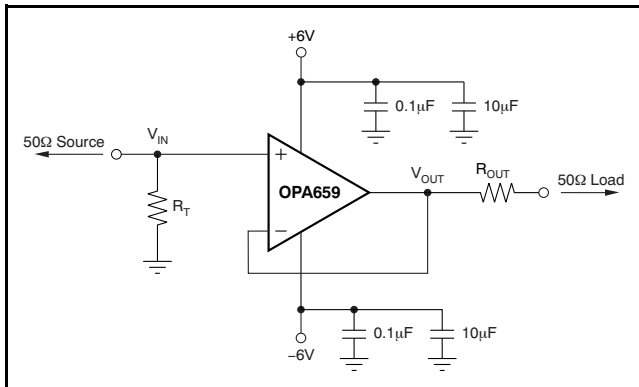 +6V
0.1μF
10μF
50Ω Source
V_IN
+
OPA659
−
R_T
V_OUT
R_OUT
50Ω Load
0.1μF
10μF
−6V